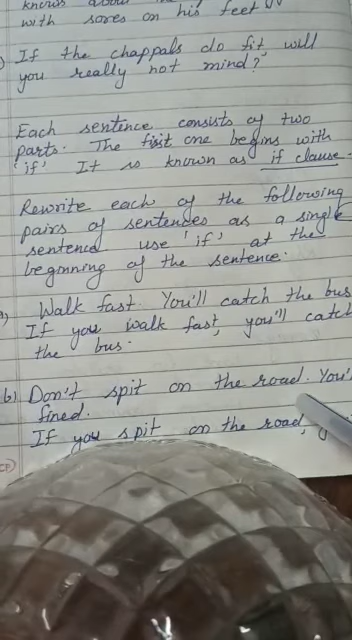 knows about
with sores on his feet
If the chappals do fit, will
you really not mind?
Each sentence consists of two
parts. The first one begins with
'if'. It is known as if clause.
Rewrite each of the following
pairs of sentences as a single
sentence use 'if' at the
beginning of the sentence.
a) Walk fast. You'll catch the bus
If you walk fast, you'll catch
the bus.
b) Don't spit on the road. You'll
fined.
If you spit on the road,